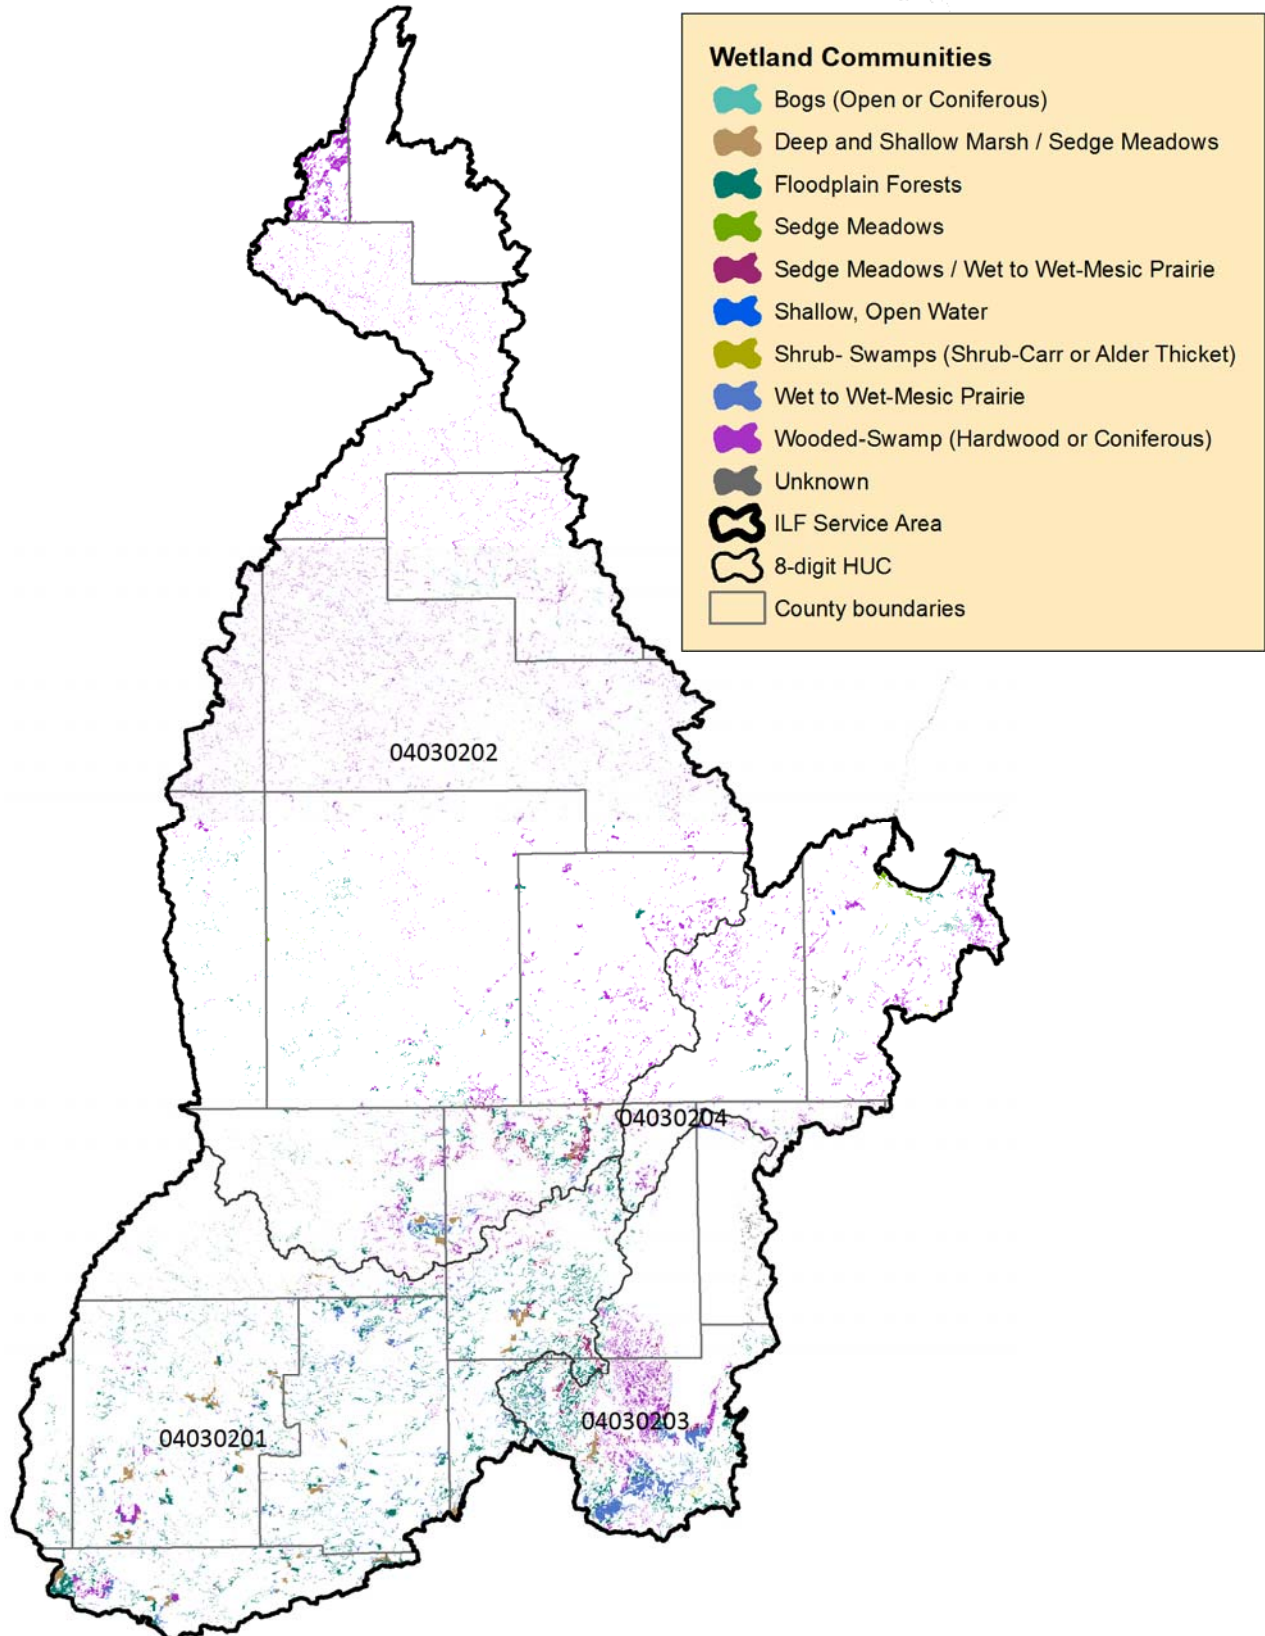 Wetland Communities
Bogs (Open or Coniferous)
Deep and Shallow Marsh / Sedge Meadows
Floodplain Forests
Sedge Meadows
Sedge Meadows / Wet to Wet-Mesic Prairie
Shallow, Open Water
Shrub- Swamps (Shrub-Carr or Alder Thicket)
Wet to Wet-Mesic Prairie
Wooded-Swamp (Hardwood or Coniferous)
Unknown
ILF Service Area
8-digit HUC
County boundaries
04030202
04030204
04030203
04030201